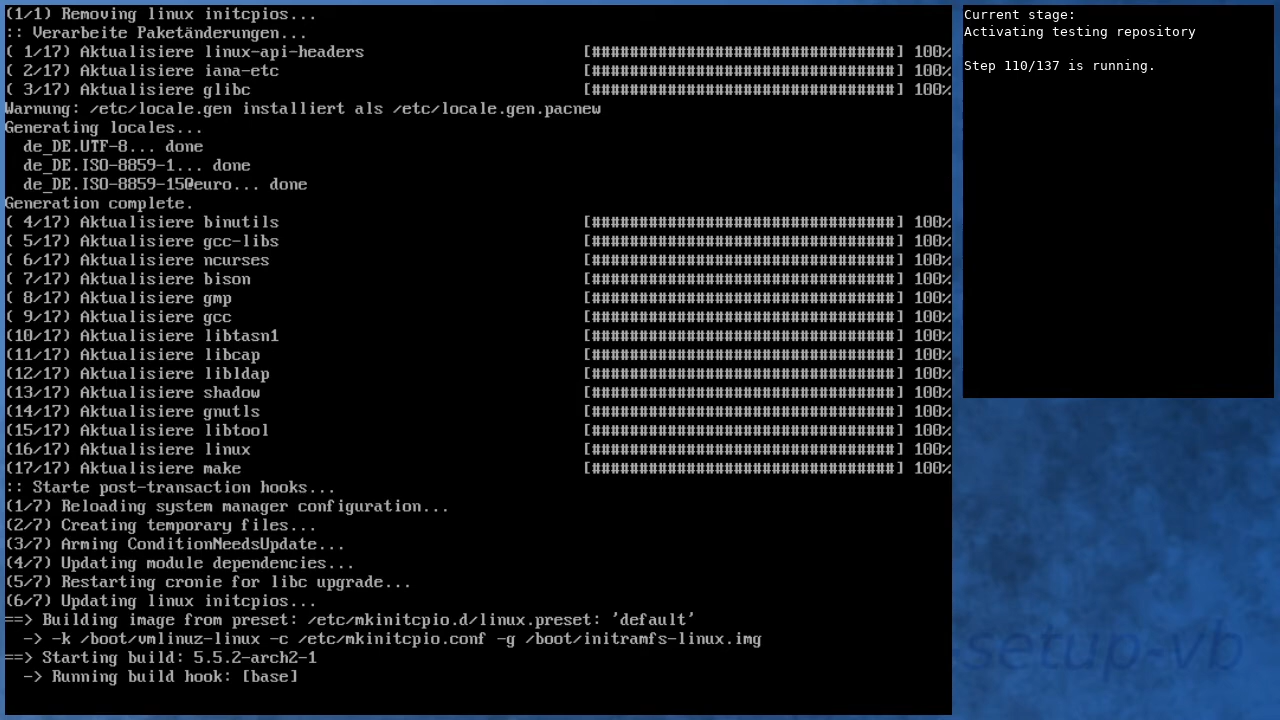 (1/1) Removing linux initcpios...
:: Verarbeite Paketänderungen...
( 1/17) Aktualisiere linux-api-headers [################################] 100%
( 2/17) Aktualisiere iana-etc [################################] 100%
( 3/17) Aktualisiere glibc [################################] 100%
Warnung: /etc/locale.gen installiert als /etc/locale.gen.pacnew
Generating locales...
  de_DE.UTF-8... done
  de_DE.ISO-8859-1... done
  de_DE.ISO-8859-15@euro... done
Generation complete.
( 4/17) Aktualisiere binutils [################################] 100%
( 5/17) Aktualisiere gcc-libs [################################] 100%
( 6/17) Aktualisiere ncurses [################################] 100%
( 7/17) Aktualisiere bison [################################] 100%
( 8/17) Aktualisiere gmp [################################] 100%
( 9/17) Aktualisiere gcc [################################] 100%
(10/17) Aktualisiere libtasn1 [################################] 100%
(11/17) Aktualisiere libcap [################################] 100%
(12/17) Aktualisiere libldap [################################] 100%
(13/17) Aktualisiere shadow [################################] 100%
(14/17) Aktualisiere gnutls [################################] 100%
(15/17) Aktualisiere libtool [################################] 100%
(16/17) Aktualisiere linux [################################] 100%
(17/17) Aktualisiere make [################################] 100%
:: Starte post-transaction hooks...
(1/7) Reloading system manager configuration...
(2/7) Creating temporary files...
(3/7) Arming ConditionNeedsUpdate...
(4/7) Updating module dependencies...
(5/7) Restarting cronie for libc upgrade...
(6/7) Updating linux initcpios...
==> Building image from preset: /etc/mkinitcpio.d/linux.preset: 'default'
  -> -k /boot/vmlinuz-linux -c /etc/mkinitcpio.conf -g /boot/initramfs-linux.img
==> Starting build: 5.5.2-arch2-1
  -> Running build hook: [base]
Current stage:
Activating testing repository
Step 110/137 is running.
setup-vb